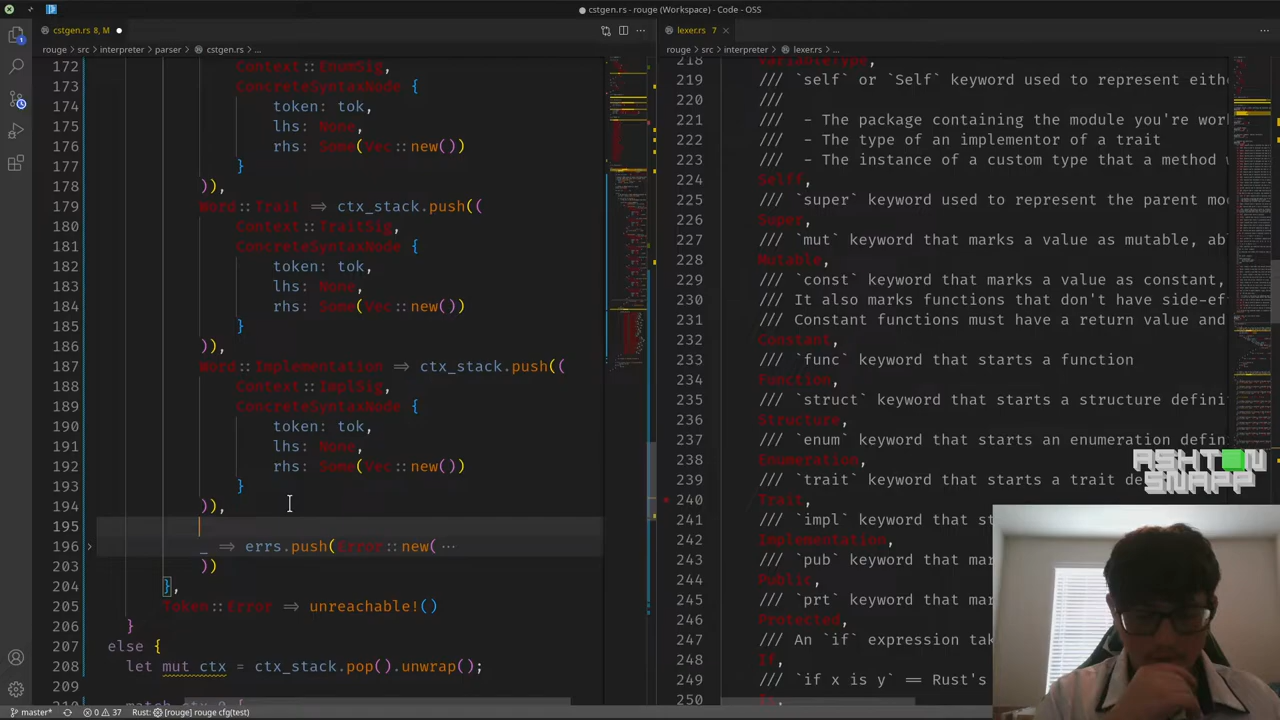 cstgen.rs - rouge (Workspace) - Code - OSS
cstgen.rs 8, M
rouge > src > interpreter > parser > cstgen.rs > ...
172 Context::EnumSig,
173 ConcreteSyntaxNode {
174 token: tok,
175 lhs: None,
176 rhs: Some(Vec::new())
177 }
178 )),
179 Word::Trait => ctx_stack.push((
180 Context::TraitSig,
181 ConcreteSyntaxNode {
182 token: tok,
183 lhs: None,
184 rhs: Some(Vec::new())
185 }
186 )),
187 Word::Implementation => ctx_stack.push((
188 Context::ImplSig,
189 ConcreteSyntaxNode {
190 token: tok,
191 lhs: None,
192 rhs: Some(Vec::new())
193 }
194 )),
195
196 _ => errs.push(Error::new( ...
203 ))
204 },
205 Token::Error => unreachable!()
206 }
207 else {
208 let mut ctx = ctx_stack.pop().unwrap();
209
lexer.rs 7
rouge > src > interpreter > lexer.rs > ...
218 VariableType,
219 /// `self` or `Self` keyword used to represent eith
220 ///
221 /// - The package containing the module you're wor
222 /// - The type of an implementor of a trait
223 /// - The instance of a custom type that a method w
224 Selff,
225 /// `super` keyword used to represent the parent mo
226 Super,
227 /// `mut` keyword that marks a value as mutable, i
228 Mutable,
229 /// `const` keyword that marks a value as constant.
230 /// It also marks functions that don't have side-ef
231 /// Constant functions must have a return value and
232 Constant,
233 /// `func` keyword that starts a function
234 Function,
235 /// `struct` keyword that starts a structure defini
236 Structure,
237 /// `enum` keyword that starts an enumeration defin
238 Enumeration,
239 /// `trait` keyword that starts a trait de
240 Trait,
241 /// `impl` keyword that st
242 Implementation,
243 /// `pub` keyword that mar
244 Public,
245 /// keyword that ma
246 Protected,
247 /// `if` expression tak
248 If,
249 /// `if x is y` == Rust's
250
ASHTON
SNAPP
master* 0 37 Rust: [rouge] rouge cfg(test)